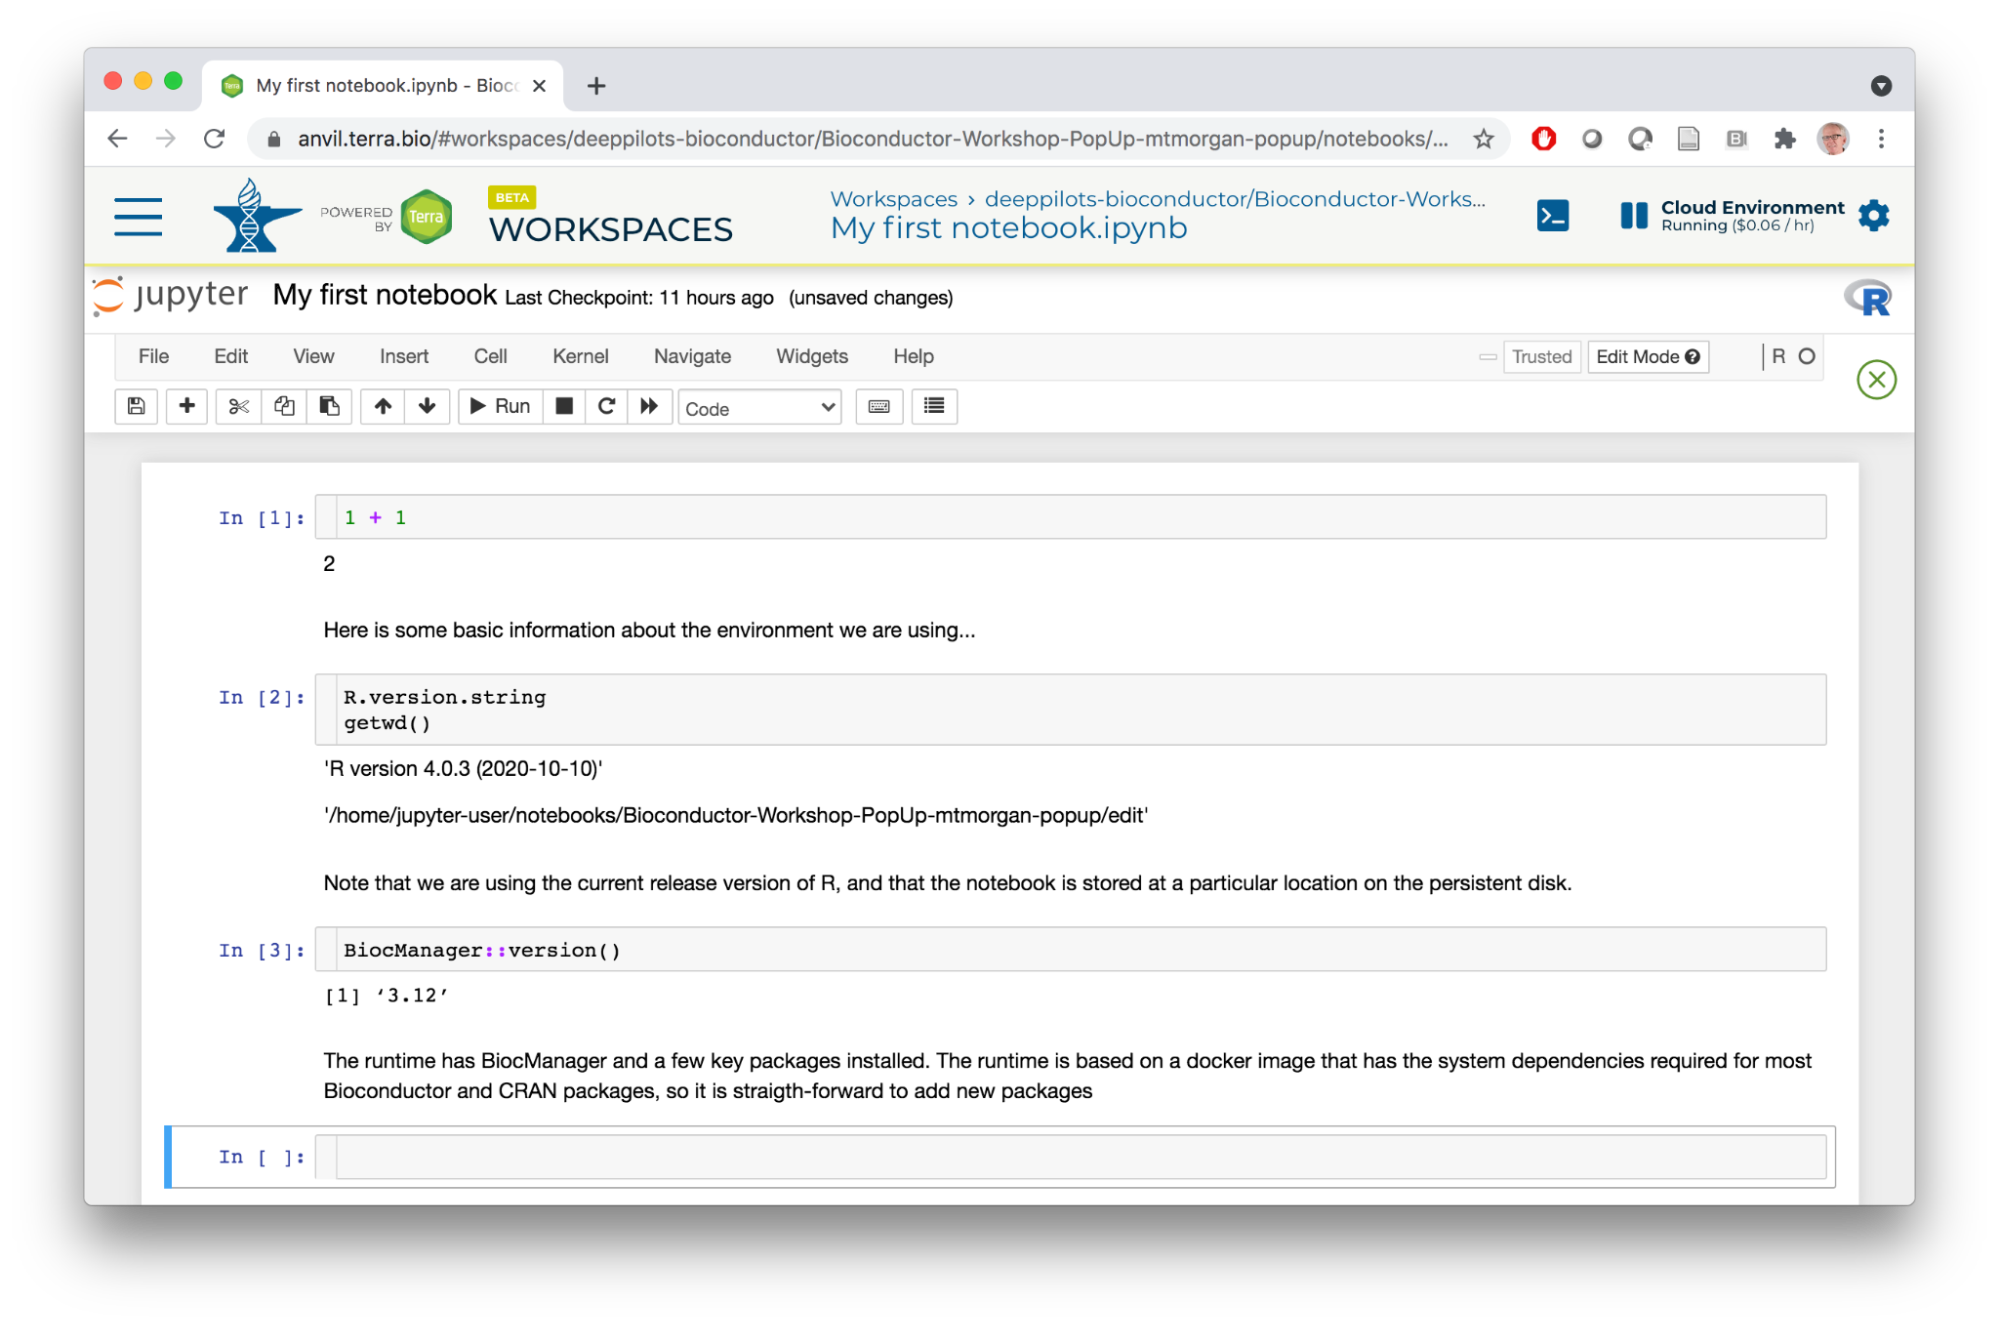 My first notebook.ipynb - Bioc
anvil.terra.bio/#workspaces/deeppilots-bioconductor/Bioconductor-Workshop-PopUp-mtmorgan-popup/notebooks/...
POWERED BY
Terra
BETA
WORKSPACES
Workspaces › deeppilots-bioconductor/Bioconductor-Works...
My first notebook.ipynb
Cloud Environment
Running ($0.06 / hr)
jupyter My first notebook Last Checkpoint: 11 hours ago (unsaved changes)
R
File Edit View Insert Cell Kernel Navigate Widgets Help Trusted Edit Mode R
Run Code
In [1]: 1 + 1
2
Here is some basic information about the environment we are using...
In [2]: R.version.string
getwd()
'R version 4.0.3 (2020-10-10)'
'/home/jupyter-user/notebooks/Bioconductor-Workshop-PopUp-mtmorgan-popup/edit'
Note that we are using the current release version of R, and that the notebook is stored at a particular location on the persistent disk.
In [3]: BiocManager::version()
[1] ‘3.12’
The runtime has BiocManager and a few key packages installed. The runtime is based on a docker image that has the system dependencies required for most
Bioconductor and CRAN packages, so it is straigth-forward to add new packages
In [ ]: